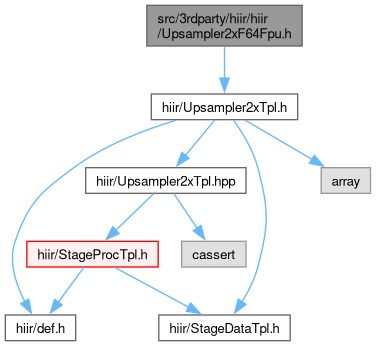 src/3rdparty/hiir/hiir
/Upsampler2xF64Fpu.h
hiir/Upsampler2xTpl.h
hiir/Upsampler2xTpl.hpp
array
hiir/StageProcTpl.h
cassert
hiir/def.h
hiir/StageDataTpl.h